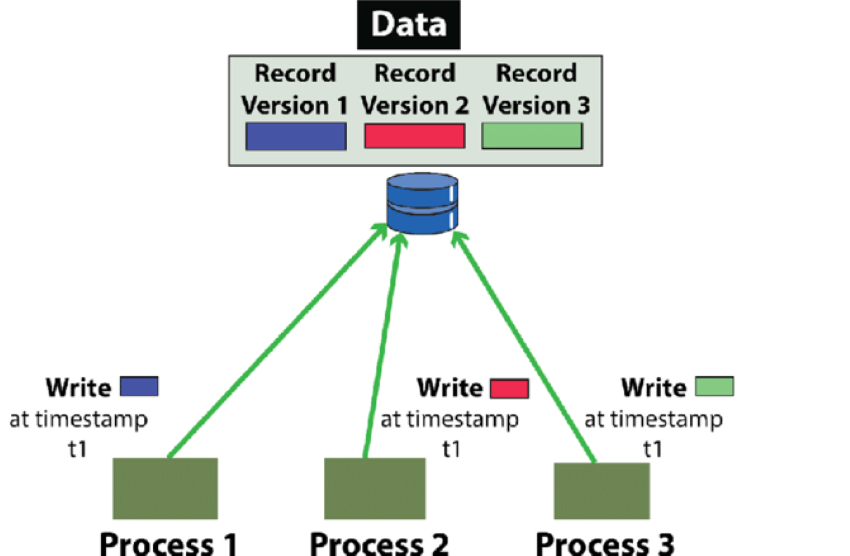 Data
Record Record Record
Version 1 Version 2 Version 3
Write
at timestamp
t1
Write
at timestamp
t1
Write
at timestamp
t1
Process 1 Process 2 Process 3